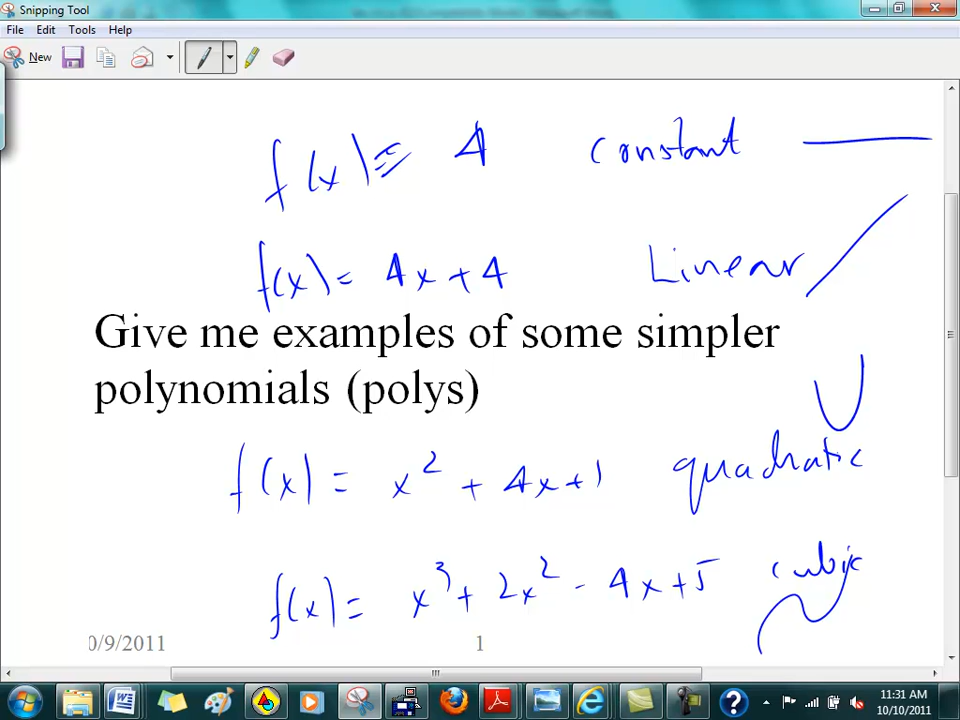 Snipping Tool
File Edit Tools Help
New
f(x) = 4 constant
f(x) = 4x + 4 Linear
Give me examples of some simpler
polynomials (polys)
f(x) = x² + 4x + 1 quadratic
f(x) = x³ + 2x² - 4x + 5 cubic
0/9/2011 1
11:31 AM
10/10/2011